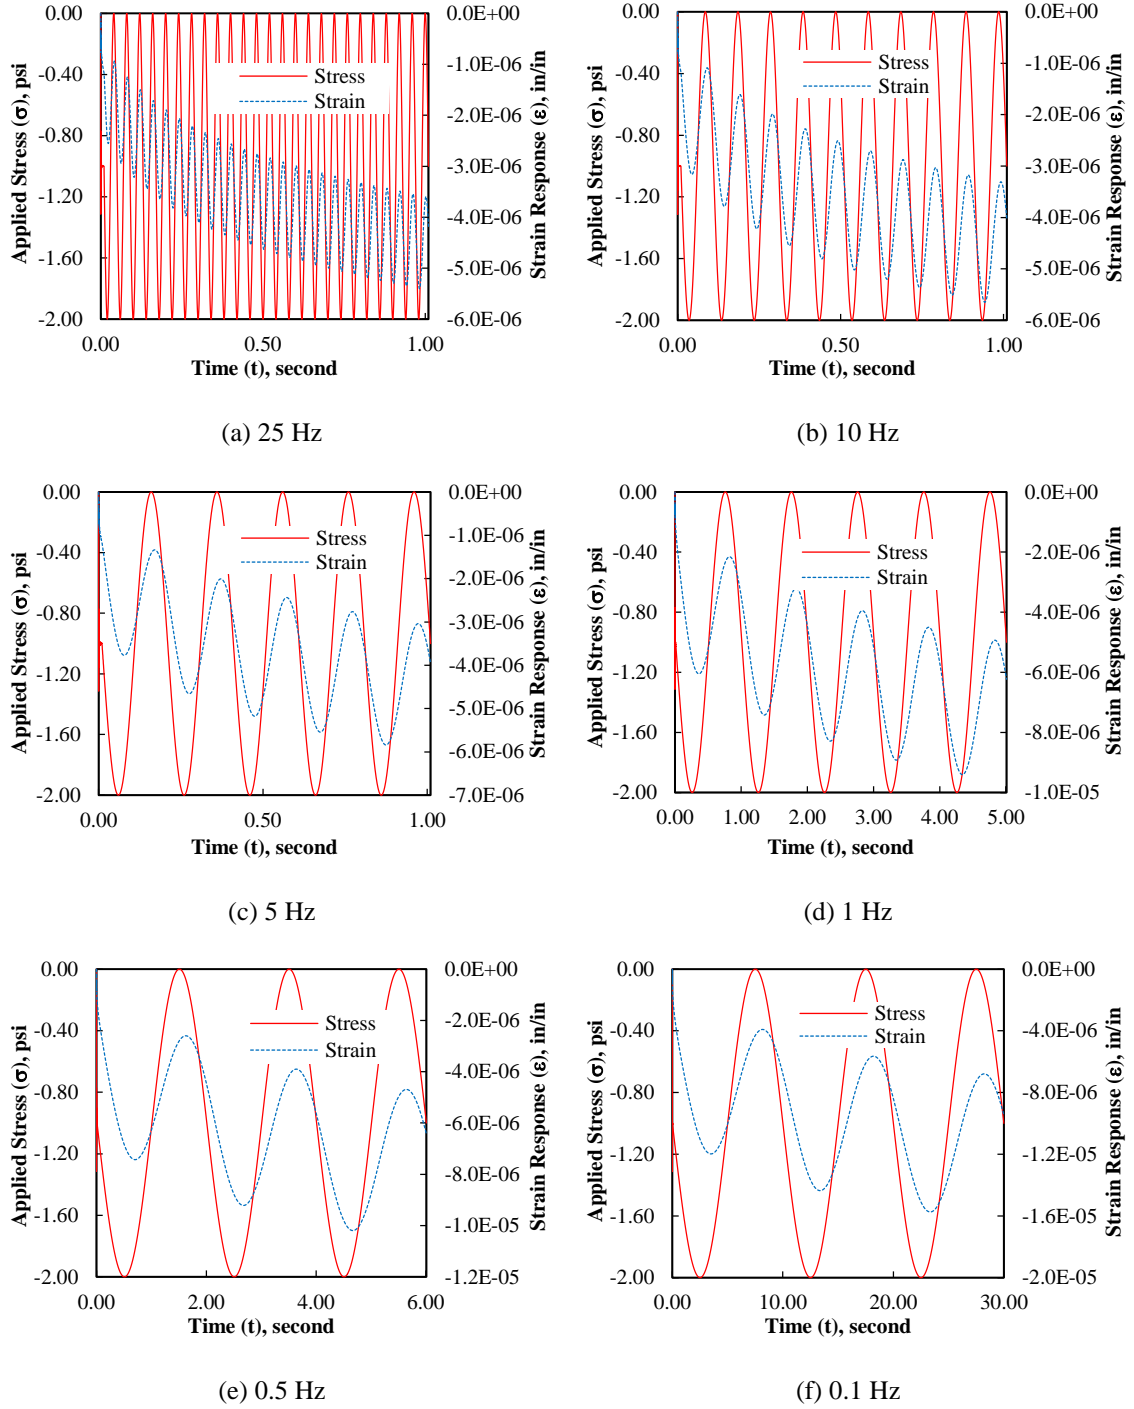 0.00
-0.40
-0.80
-1.20
-1.60
-2.00
Applied Stress (σ), psi
0.0E+00
-1.0E-06
-2.0E-06
-3.0E-06
-4.0E-06
-5.0E-06
-6.0E-06
Strain Response (ε), in/in
Stress
Strain
0.00 0.50 1.00
Time (t), second
(a) 25 Hz
0.00
-0.40
-0.80
-1.20
-1.60
-2.00
Applied Stress (σ), psi
0.0E+00
-1.0E-06
-2.0E-06
-3.0E-06
-4.0E-06
-5.0E-06
-6.0E-06
Strain Response (ε), in/in
Stress
Strain
0.00 0.50 1.00
Time (t), second
(b) 10 Hz
0.00
-0.40
-0.80
-1.20
-1.60
-2.00
Applied Stress (σ), psi
0.0E+00
-1.0E-06
-2.0E-06
-3.0E-06
-4.0E-06
-5.0E-06
-6.0E-06
-7.0E-06
Strain Response (ε), in/in
Stress
Strain
0.00 0.50 1.00
Time (t), second
(c) 5 Hz
0.00
-0.40
-0.80
-1.20
-1.60
-2.00
Applied Stress (σ), psi
0.0E+00
-2.0E-06
-4.0E-06
-6.0E-06
-8.0E-06
-1.0E-05
Strain Response (ε), in/in
Stress
Strain
0.00 1.00 2.00 3.00 4.00 5.00
Time (t), second
(d) 1 Hz
0.00
-0.40
-0.80
-1.20
-1.60
-2.00
Applied Stress (σ), psi
0.0E+00
-2.0E-06
-4.0E-06
-6.0E-06
-8.0E-06
-1.0E-05
-1.2E-05
Strain Response (ε), in/in
Stress
Strain
0.00 2.00 4.00 6.00
Time (t), second
(e) 0.5 Hz
0.00
-0.40
-0.80
-1.20
-1.60
-2.00
Applied Stress (σ), psi
0.0E+00
-4.0E-06
-8.0E-06
-1.2E-05
-1.6E-05
-2.0E-05
Strain Response (ε), in/in
Stress
Strain
0.00 10.00 20.00 30.00
Time (t), second
(f) 0.1 Hz